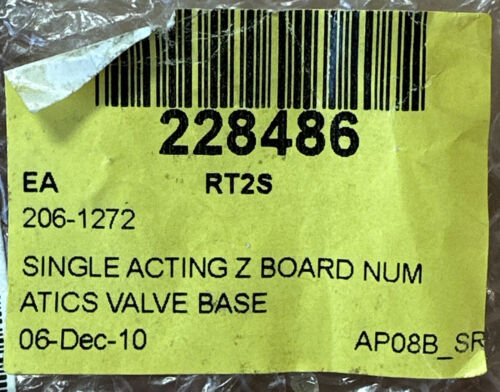 228486
EA RT2S
206-1272
SINGLE ACTING Z BOARD NUM
ATICS VALVE BASE
06-Dec-10 AP08B_SR